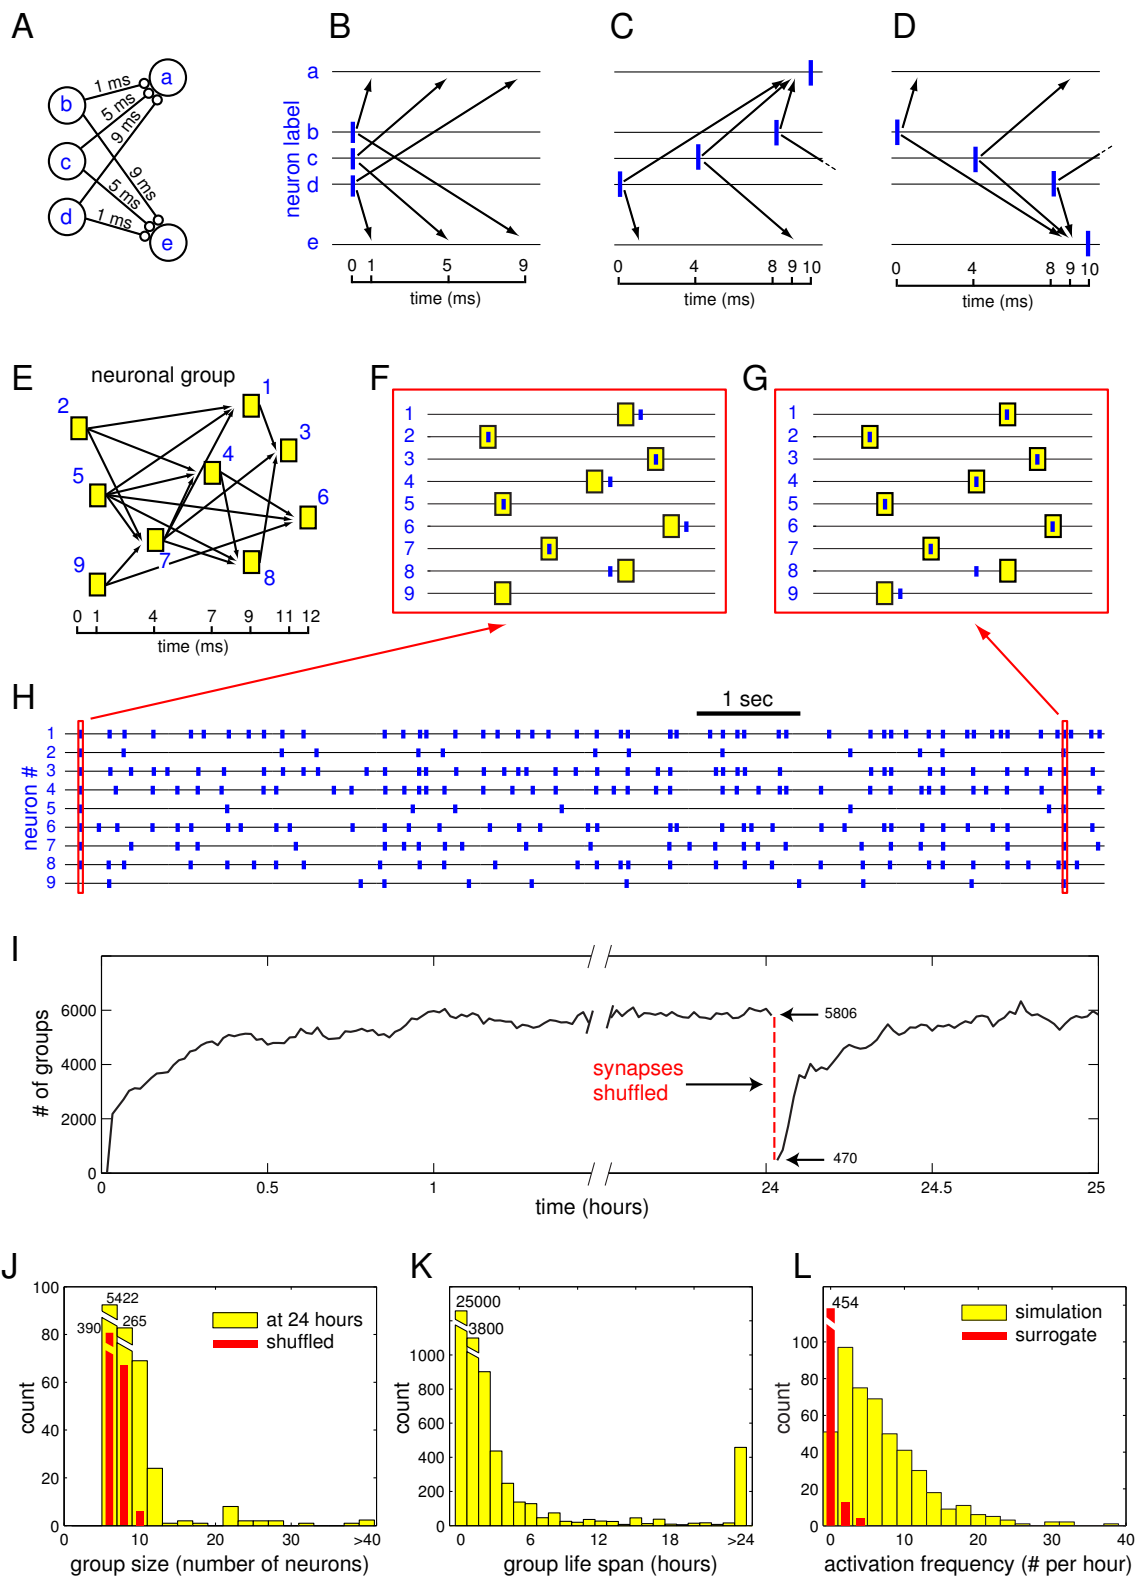 A
B
C
D
a
b
c
d
e
1 ms
5 ms
9 ms
9 ms
5 ms
1 ms
neuron label
a
b
c
d
e
0 1 5 9
time (ms)
0 4 8 9 10
time (ms)
0 4 8 9 10
time (ms)
E
neuronal group
1
2
3
4
5
6
7
8
9
0 1 4 7 9 11 12
time (ms)
F
1
2
3
4
5
6
7
8
9
G
1
2
3
4
5
6
7
8
9
H
1 sec
neuron #
1
2
3
4
5
6
7
8
9
I
# of groups
6000
4000
2000
0
5806
synapses
shuffled
470
0 0.5 1 24 24.5 25
time (hours)
J
count
100
80
60
40
20
0
5422
265
390
at 24 hours
shuffled
0 10 20 30 >40
group size (number of neurons)
K
count
25000
3800
1000
800
600
400
200
0
0 6 12 18 >24
group life span (hours)
L
count
454
100
80
60
40
20
0
simulation
surrogate
0 10 20 30 40
activation frequency (# per hour)